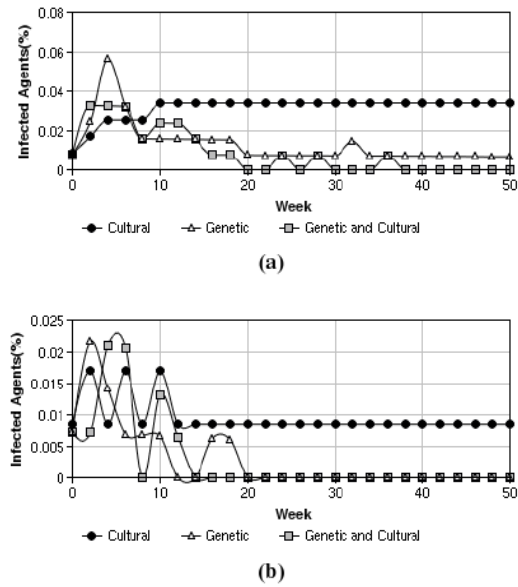 0.08
0.06
0.04
0.02
0
Infected Agents(%)
0 10 20 30 40 50
Week
Cultural Genetic Genetic and Cultural
(a)
0.025
0.02
0.015
0.01
0.005
0
Infected Agents(%)
0 10 20 30 40 50
Week
Cultural Genetic Genetic and Cultural
(b)